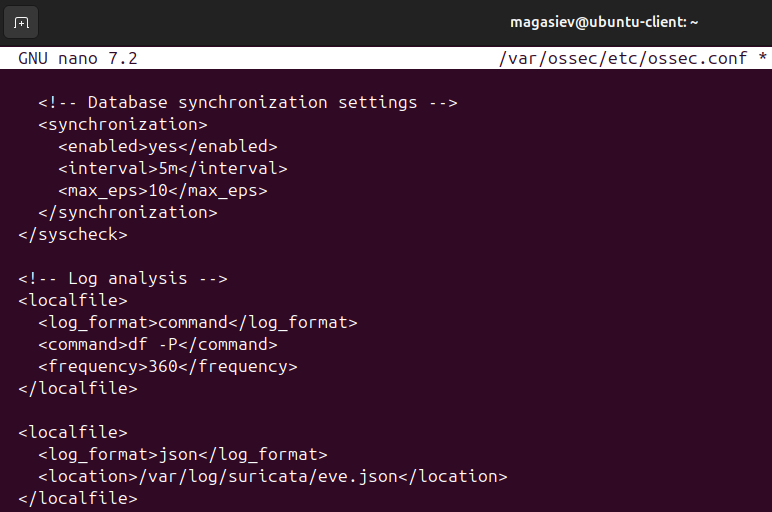 magasiev@ubuntu-client: ~
GNU nano 7.2 /var/ossec/etc/ossec.conf *
<!-- Database synchronization settings -->
<synchronization>
<enabled>yes</enabled>
<interval>5m</interval>
<max_eps>10</max_eps>
</synchronization>
</syscheck>
<!-- Log analysis -->
<localfile>
<log_format>command</log_format>
<command>df -P</command>
<frequency>360</frequency>
</localfile>
<localfile>
<log_format>json</log_format>
<location>/var/log/suricata/eve.json</location>
</localfile>